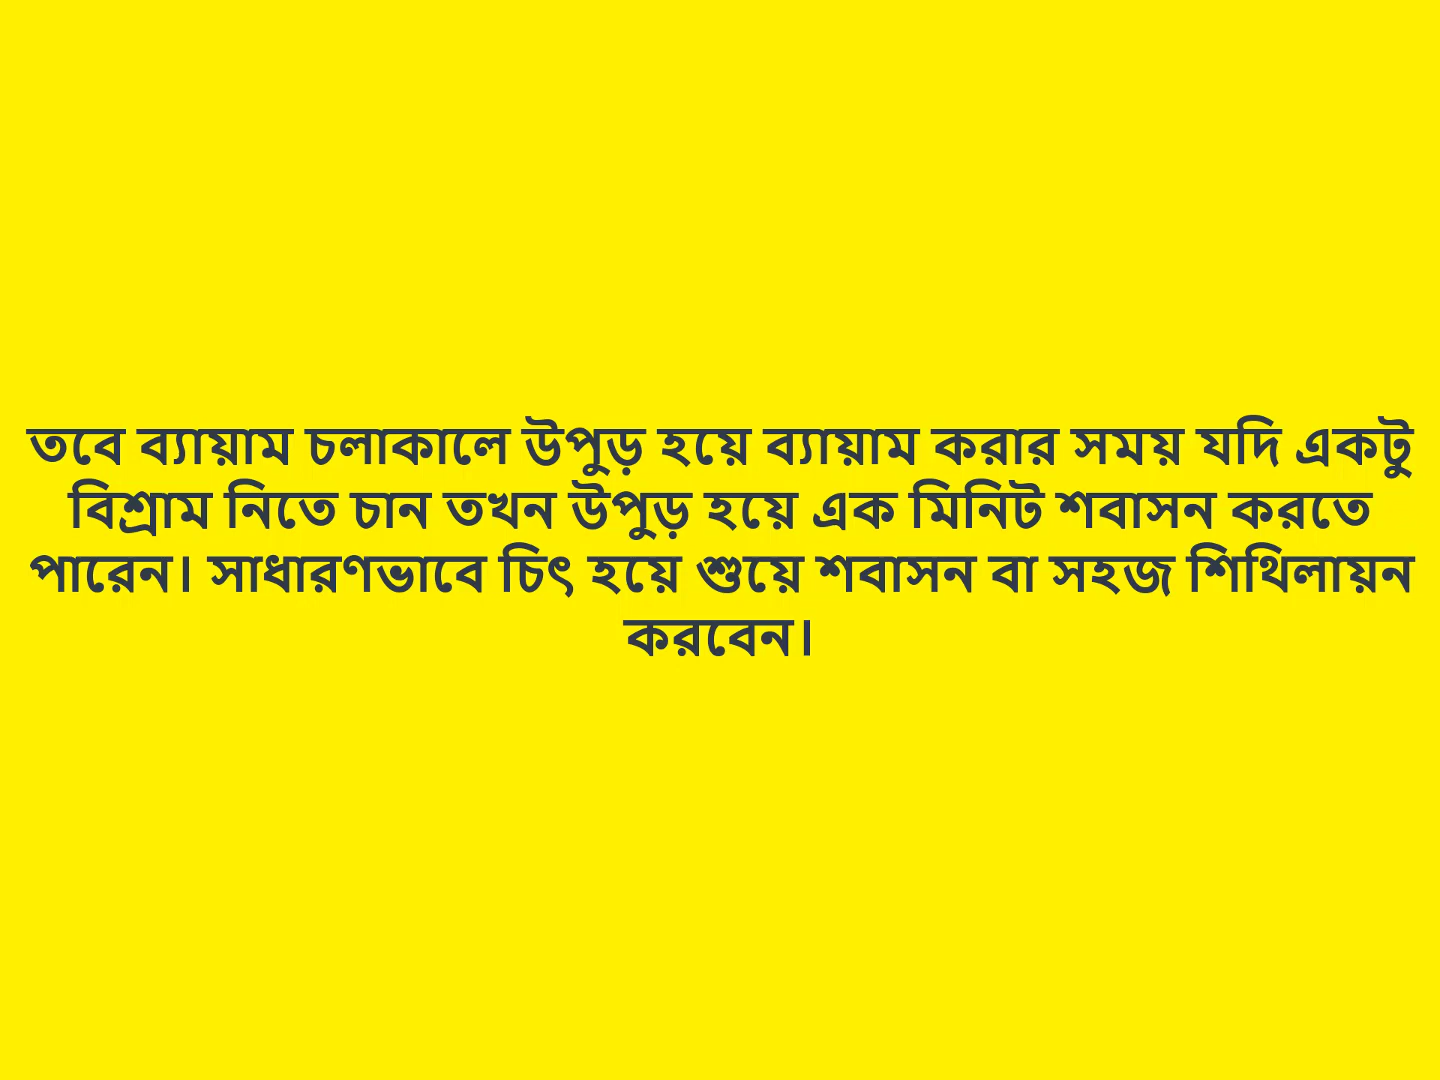 তবে ব্যায়াম চলাকালে উপুড় হয়ে ব্যায়াম করার সময় যদি একটু
বিশ্রাম নিতে চান তখন উপুড় হয়ে এক মিনিট শবাসন করতে
পারেন। সাধারণভাবে চিৎ হয়ে শুয়ে শবাসন বা সহজ শিথিলায়ন
করবেন।